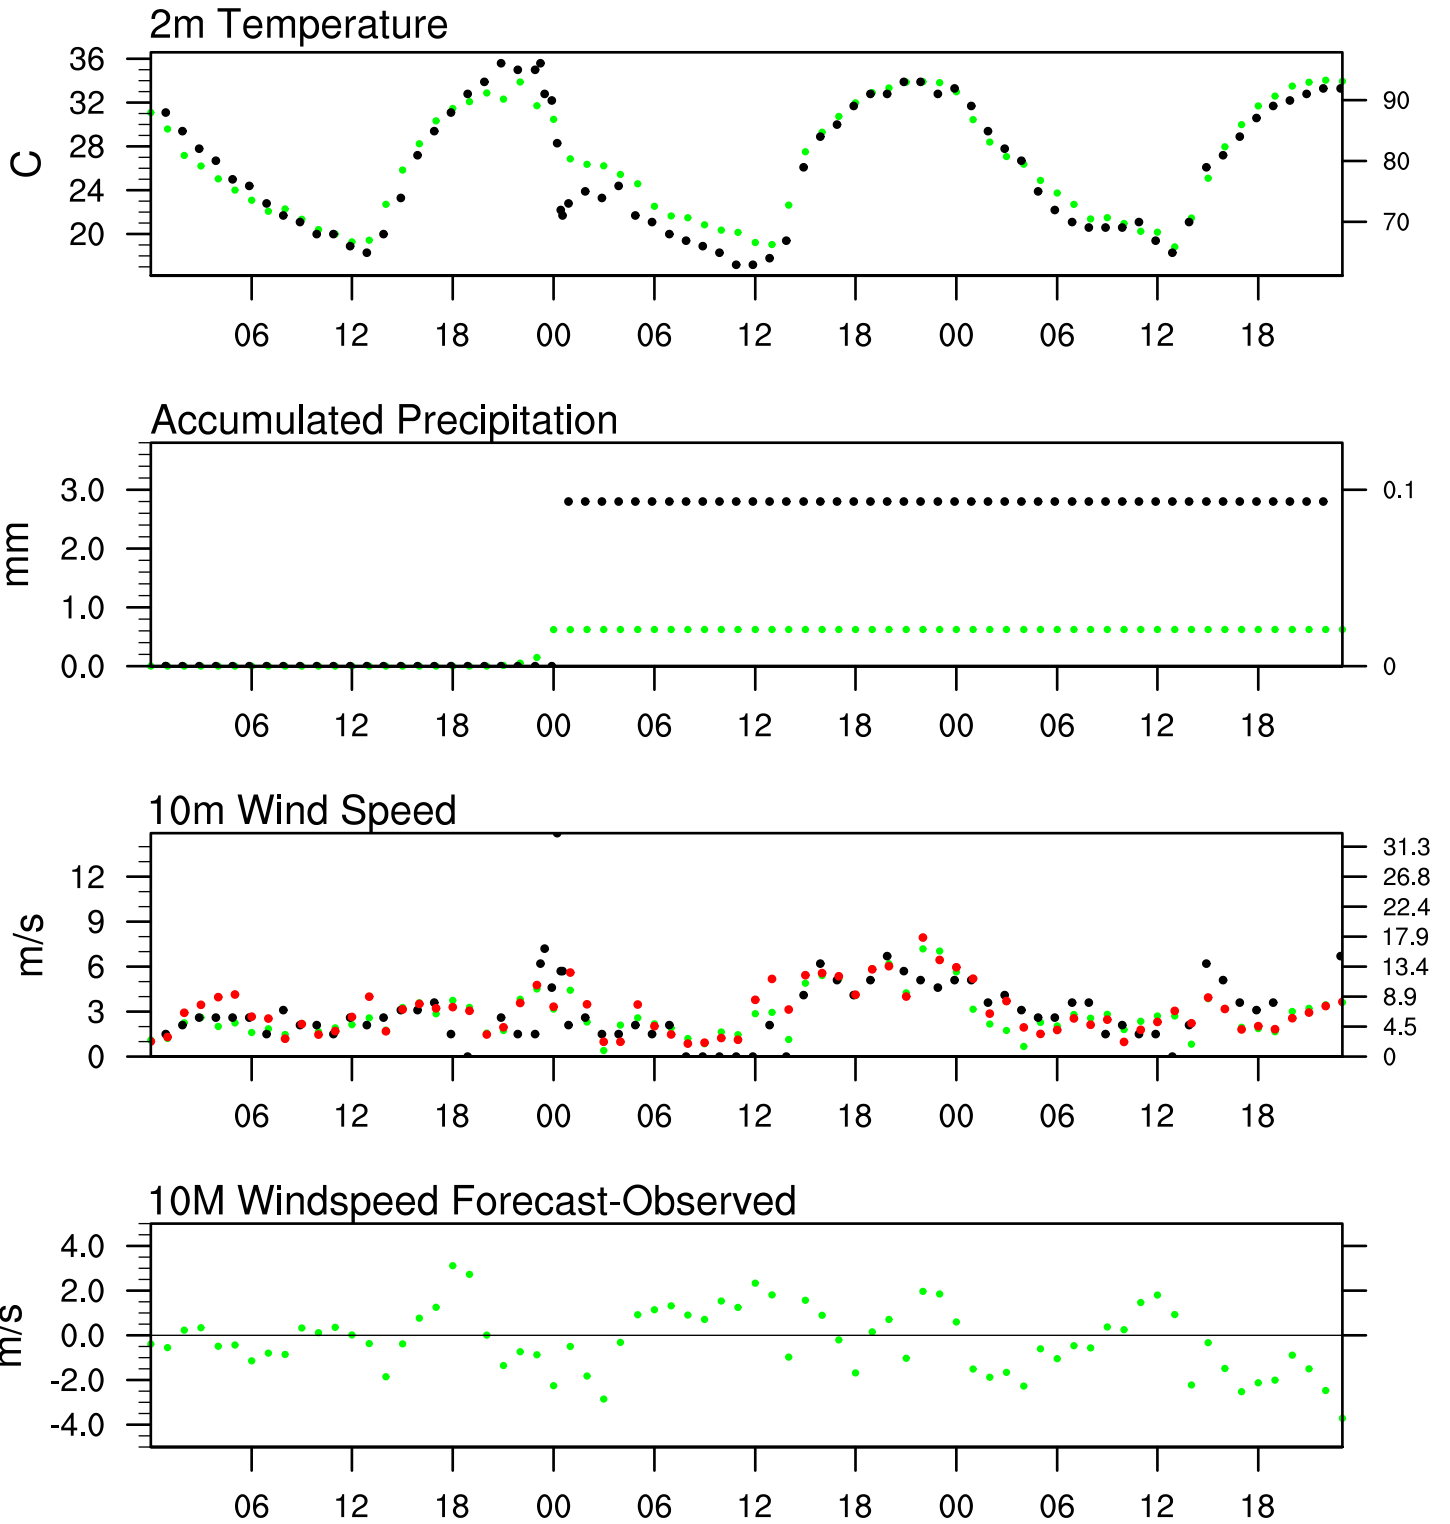 2m Temperature
36
32
28
24
20
C
90
80
70
06 12 18 00 06 12 18 00 06 12 18
Accumulated Precipitation
3.0
2.0
1.0
0.0
mm
0.1
0
06 12 18 00 06 12 18 00 06 12 18
10m Wind Speed
12
9
6
3
0
m/s
31.3
26.8
22.4
17.9
13.4
8.9
4.5
0
06 12 18 00 06 12 18 00 06 12 18
10M Windspeed Forecast-Observed
4.0
2.0
0.0
-2.0
-4.0
m/s
06 12 18 00 06 12 18 00 06 12 18